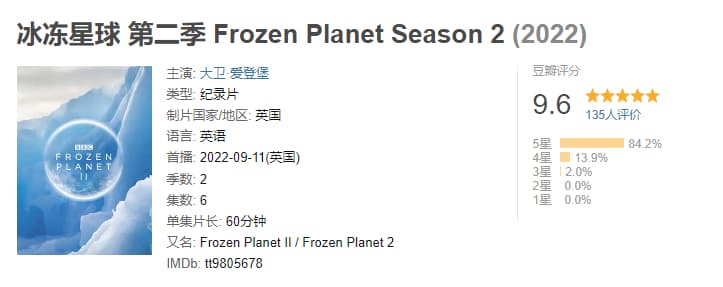 冰冻星球 第二季 Frozen Planet Season 2 (2022)
BBC
FROZEN
PLANET
II
主演: 大卫·爱登堡
类型: 纪录片
制片国家/地区: 英国
语言: 英语
首播: 2022-09-11(英国)
季数: 2
集数: 6
单集片长: 60分钟
又名: Frozen Planet II / Frozen Planet 2
IMDb: tt9805678
豆瓣评分
9.6
135人评价
5星 84.2%
4星 13.9%
3星 2.0%
2星 0.0%
1星 0.0%